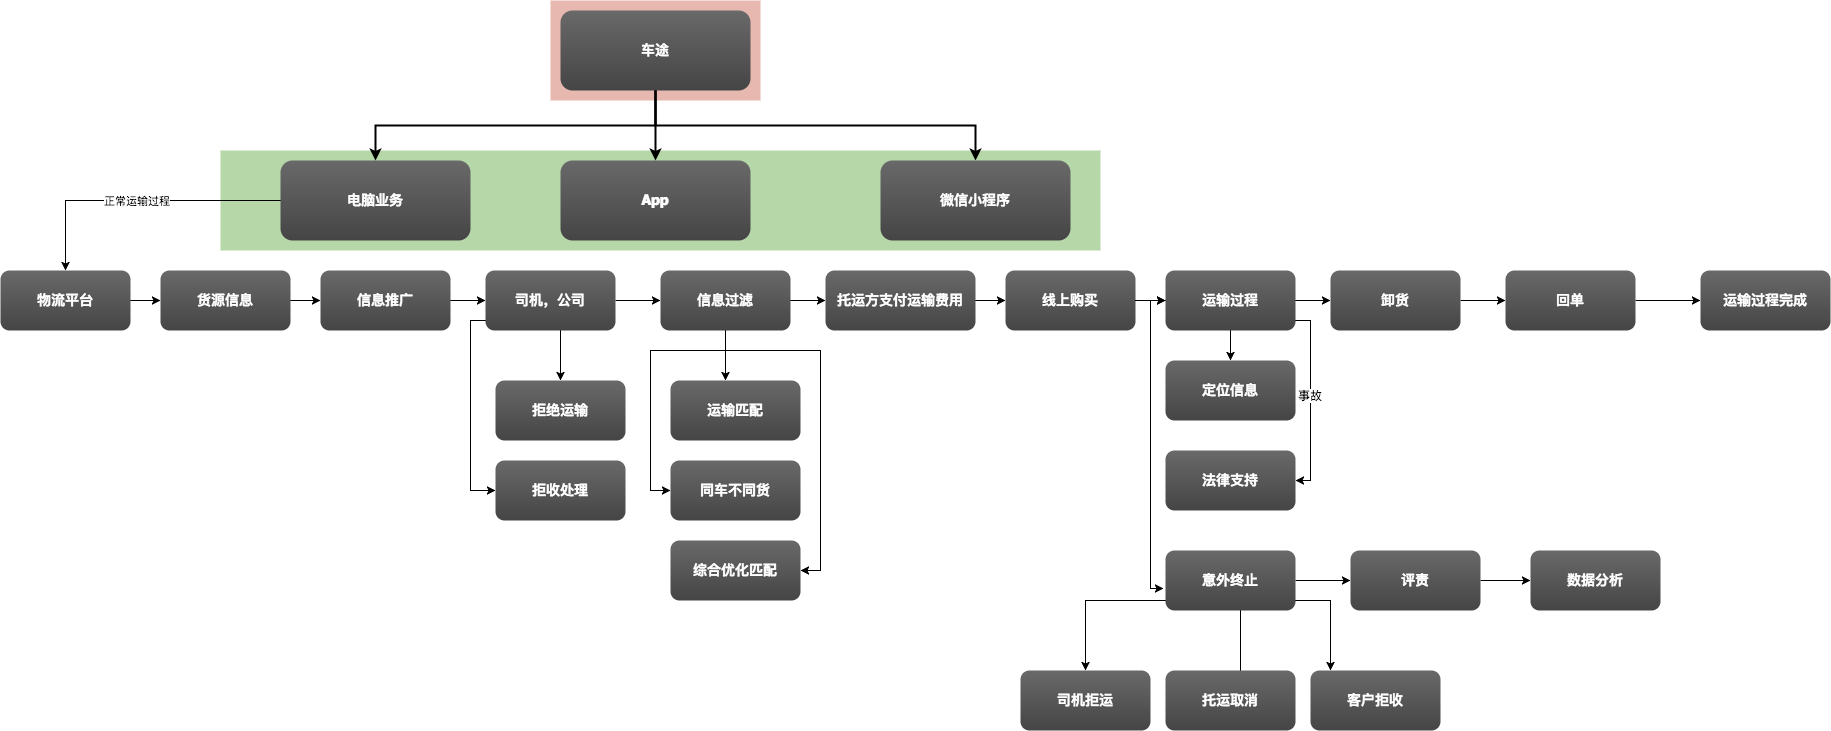 车途
电脑业务
App
微信小程序
正常运输过程
物流平台
货源信息
信息推广
司机，公司
信息过滤
托运方支付运输费用
线上购买
运输过程
卸货
回单
运输过程完成
拒绝运输
运输匹配
定位信息
事故
拒收处理
同车不同货
法律支持
综合优化匹配
意外终止
评责
数据分析
司机拒运
托运取消
客户拒收